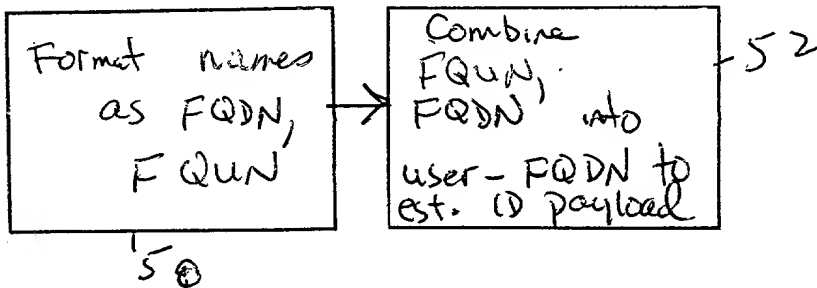 Format names
as FQDN,
FQUN
50
Combine
FQUN,
FQDN into
user-FQDN to
est. ID payload
52